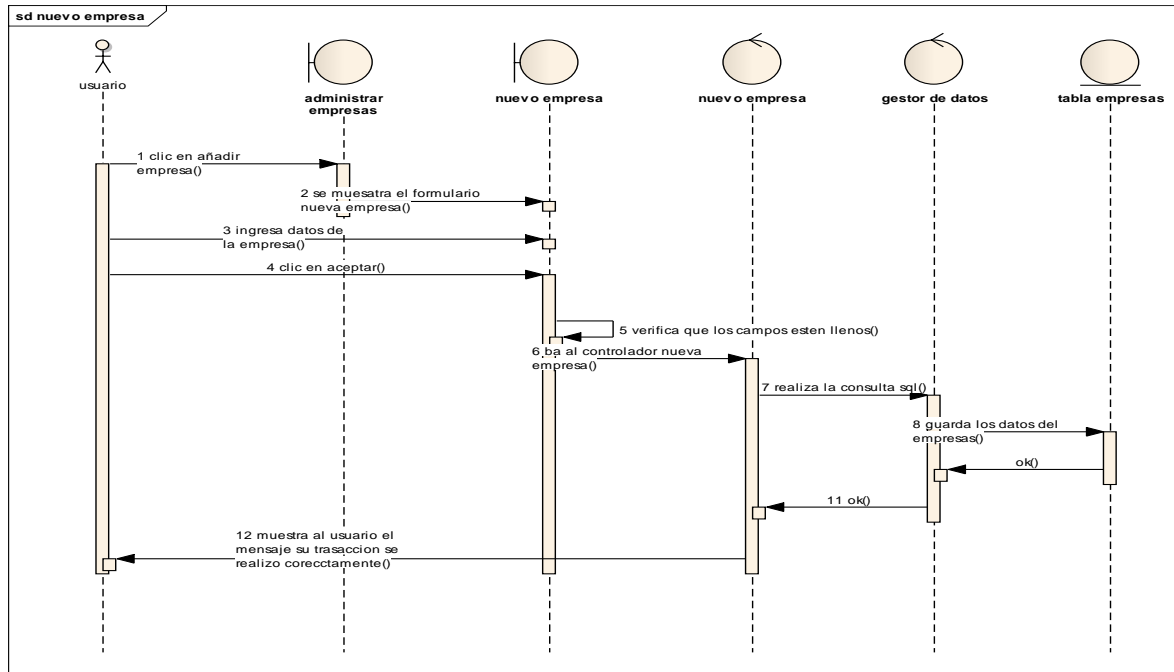 sd nuevo empresa
usuario
administrar
empresas
nuevo empresa
nuevo empresa
gestor de datos
tabla empresas
1 clic en añadir
empresa()
2 se muesatra el formulario
nueva empresa()
3 ingresa datos de
la empresa()
4 clic en aceptar()
5 verifica que los campos esten llenos()
6 ba al controlador nueva
empresa()
7 realiza la consulta sql()
8 guarda los datos del
empresas()
ok()
11 ok()
12 muestra al usuario el
mensaje su trasaccion se
realizo corecctamente()